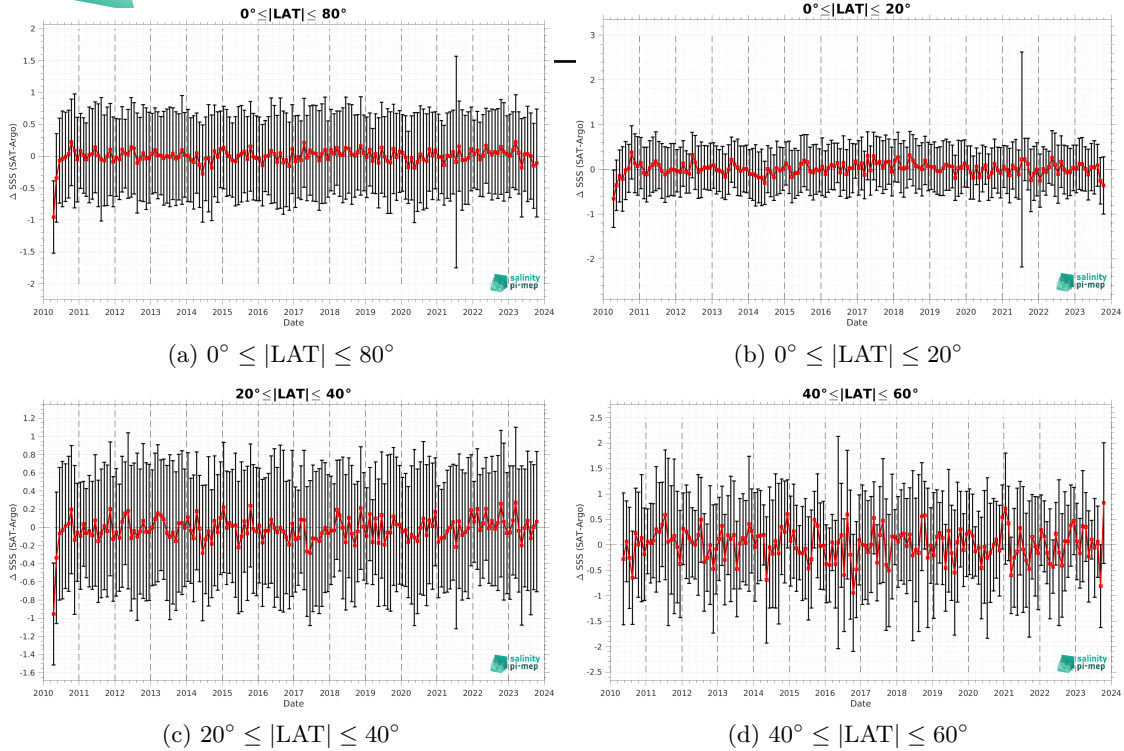 0°≤|LAT|≤ 80°
2
1.5
1
0.5
0
-0.5
-1
-1.5
-2
Δ SSS (SAT-Argo)
2010 2011 2012 2013 2014 2015 2016 2017 2018 2019 2020 2021 2022 2023 2024
Date
salinity
pi-mep
(a) 0° ≤ |LAT| ≤ 80°
0°≤|LAT|≤ 20°
3
2
1
0
-1
-2
Δ SSS (SAT-Argo)
2010 2011 2012 2013 2014 2015 2016 2017 2018 2019 2020 2021 2022 2023 2024
Date
salinity
pi-mep
(b) 0° ≤ |LAT| ≤ 20°
20°≤|LAT|≤ 40°
1.2
1
0.8
0.6
0.4
0.2
0
-0.2
-0.4
-0.6
-0.8
-1
-1.2
-1.4
-1.6
Δ SSS (SAT-Argo)
2010 2011 2012 2013 2014 2015 2016 2017 2018 2019 2020 2021 2022 2023 2024
Date
salinity
pi-mep
(c) 20° ≤ |LAT| ≤ 40°
40°≤|LAT|≤ 60°
2.5
2
1.5
1
0.5
0
-0.5
-1
-1.5
-2
-2.5
Δ SSS (SAT-Argo)
2010 2011 2012 2013 2014 2015 2016 2017 2018 2019 2020 2021 2022 2023 2024
Date
salinity
pi-mep
(d) 40° ≤ |LAT| ≤ 60°